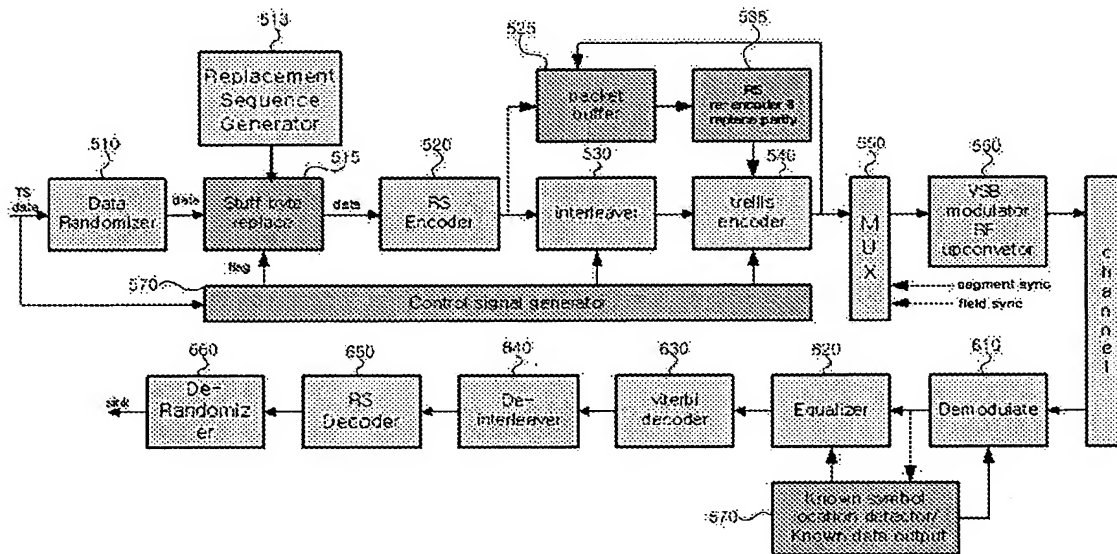 513
Replacement
Sequence
Generator
525
packet
buffer
535
RS
re-encoder &
replace parity
510
TS
data
Data
Randomizer
data
515
Stuff byte
replace
data
520
RS
Encoder
530
interleaver
540
trellis
encoder
550
MUX
560
VSB
modulator
RF
upconvetor
channel
flag
570
Control signal generator
segment sync
field sync
660
De-
Randomiz
er
sink
650
RS
Decoder
640
De-
interleaver
630
viterbi
decoder
620
Equalizer
610
Demodulate
Known symbol
location detector/
Known data output
670